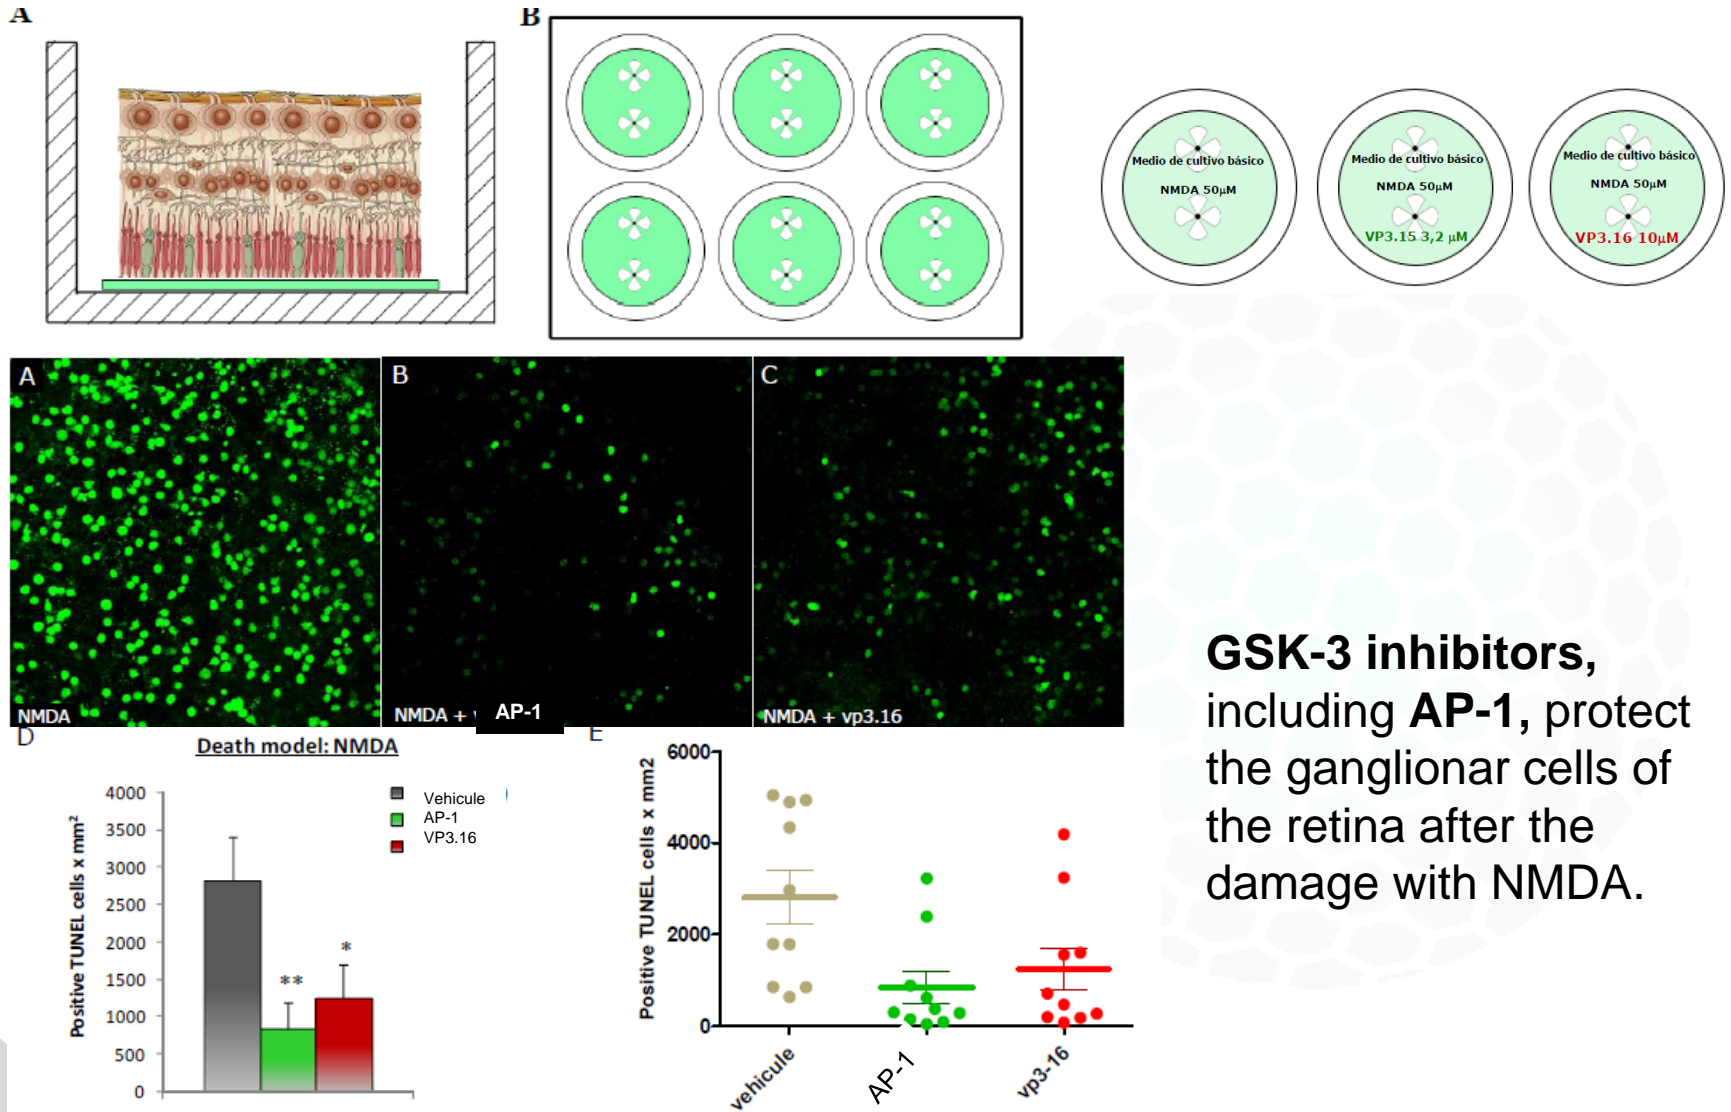 A
B
Medio de cultivo básico
NMDA 50µM
Medio de cultivo básico
NMDA 50µM
VP3.15 3,2 µM
Medio de cultivo básico
NMDA 50µM
VP3.16 10µM
A
NMDA
B
NMDA + AP-1
C
NMDA + vp3.16
D
Death model: NMDA
Positive TUNEL cells x mm²
4000
3500
3000
2500
2000
1500
1000
500
0
**
*
Vehicule
AP-1
VP3.16
E
Positive TUNEL cells x mm2
6000
4000
2000
0
vehicule
AP-1
vp3-16
GSK-3 inhibitors,
including AP-1, protect
the ganglionar cells of
the retina after the
damage with NMDA.